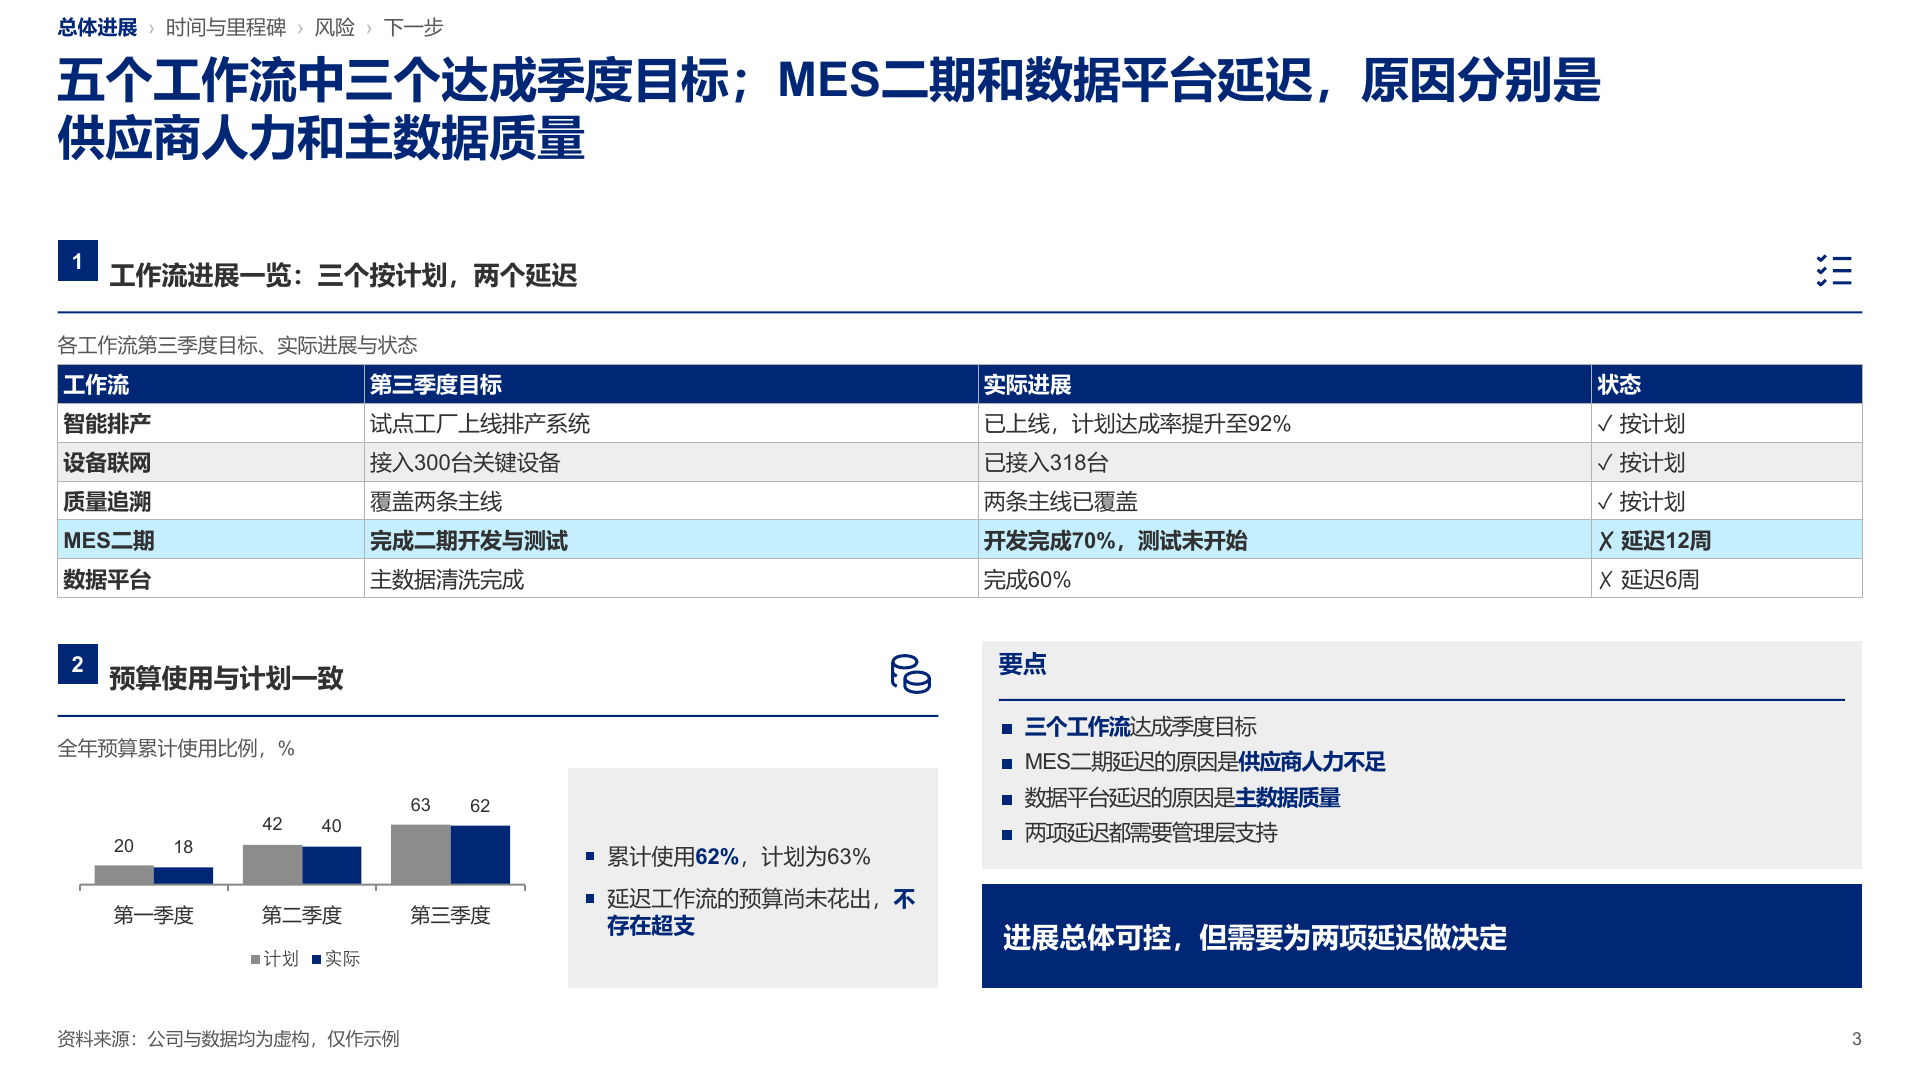 总体进展 › 时间与里程碑 › 风险 › 下一步
五个工作流中三个达成季度目标；MES二期和数据平台延迟，原因分别是
供应商人力和主数据质量
1 工作流进展一览：三个按计划，两个延迟
各工作流第三季度目标、实际进展与状态
工作流 第三季度目标 实际进展 状态
智能排产 试点工厂上线排产系统 已上线，计划达成率提升至92% ✓ 按计划
设备联网 接入300台关键设备 已接入318台 ✓ 按计划
质量追溯 覆盖两条主线 两条主线已覆盖 ✓ 按计划
MES二期 完成二期开发与测试 开发完成70%，测试未开始 ✗ 延迟12周
数据平台 主数据清洗完成 完成60% ✗ 延迟6周
2 预算使用与计划一致
全年预算累计使用比例，%
20 18 42 40 63 62
第一季度 第二季度 第三季度
计划 实际
累计使用62%，计划为63%
延迟工作流的预算尚未花出，不
存在超支
要点
三个工作流达成季度目标
MES二期延迟的原因是供应商人力不足
数据平台延迟的原因是主数据质量
两项延迟都需要管理层支持
进展总体可控，但需要为两项延迟做决定
资料来源：公司与数据均为虚构，仅作示例
3